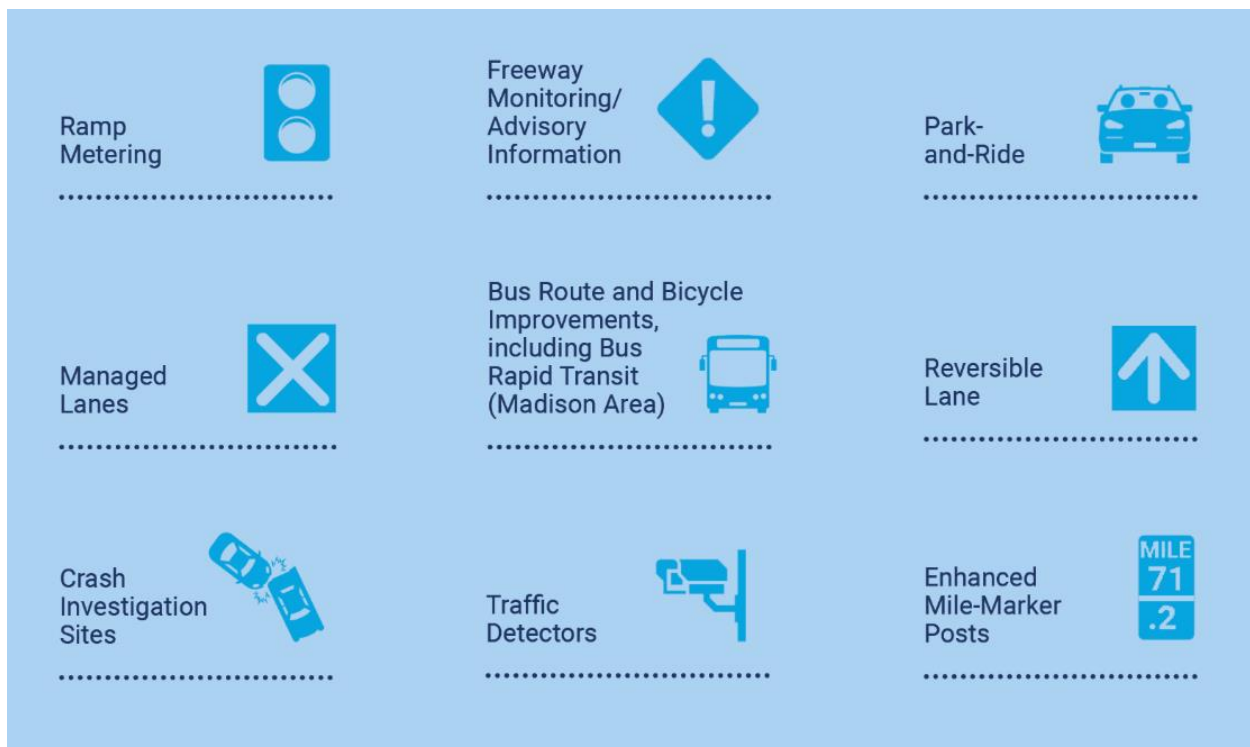 Ramp
Metering
Freeway
Monitoring/
Advisory
Information
Park-
and-Ride
Managed
Lanes
Bus Route and Bicycle
Improvements,
including Bus
Rapid Transit
(Madison Area)
Reversible
Lane
Crash
Investigation
Sites
Traffic
Detectors
Enhanced
Mile-Marker
Posts
MILE
71
.2